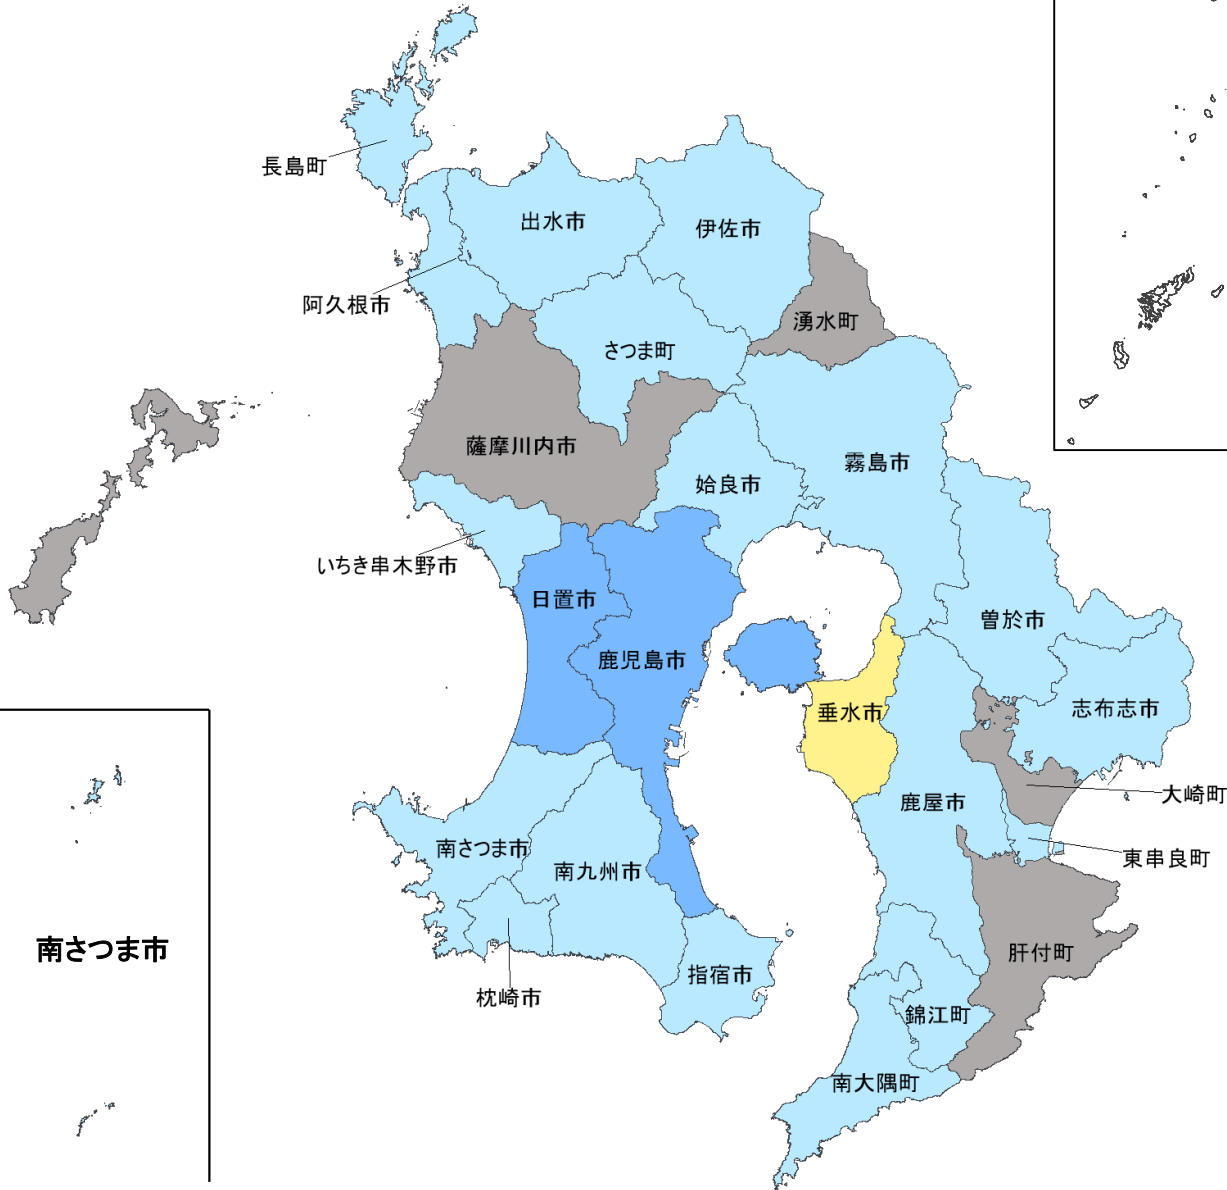 長島町
出水市
伊佐市
阿久根市
湧水町
さつま町
薩摩川内市
霧島市
姶良市
いちき串木野市
日置市
曽於市
鹿児島市
志布志市
垂水市
大崎町
鹿屋市
南さつま市
東串良町
南九州市
南さつま市
肝付町
指宿市
枕崎市
錦江町
南大隅町